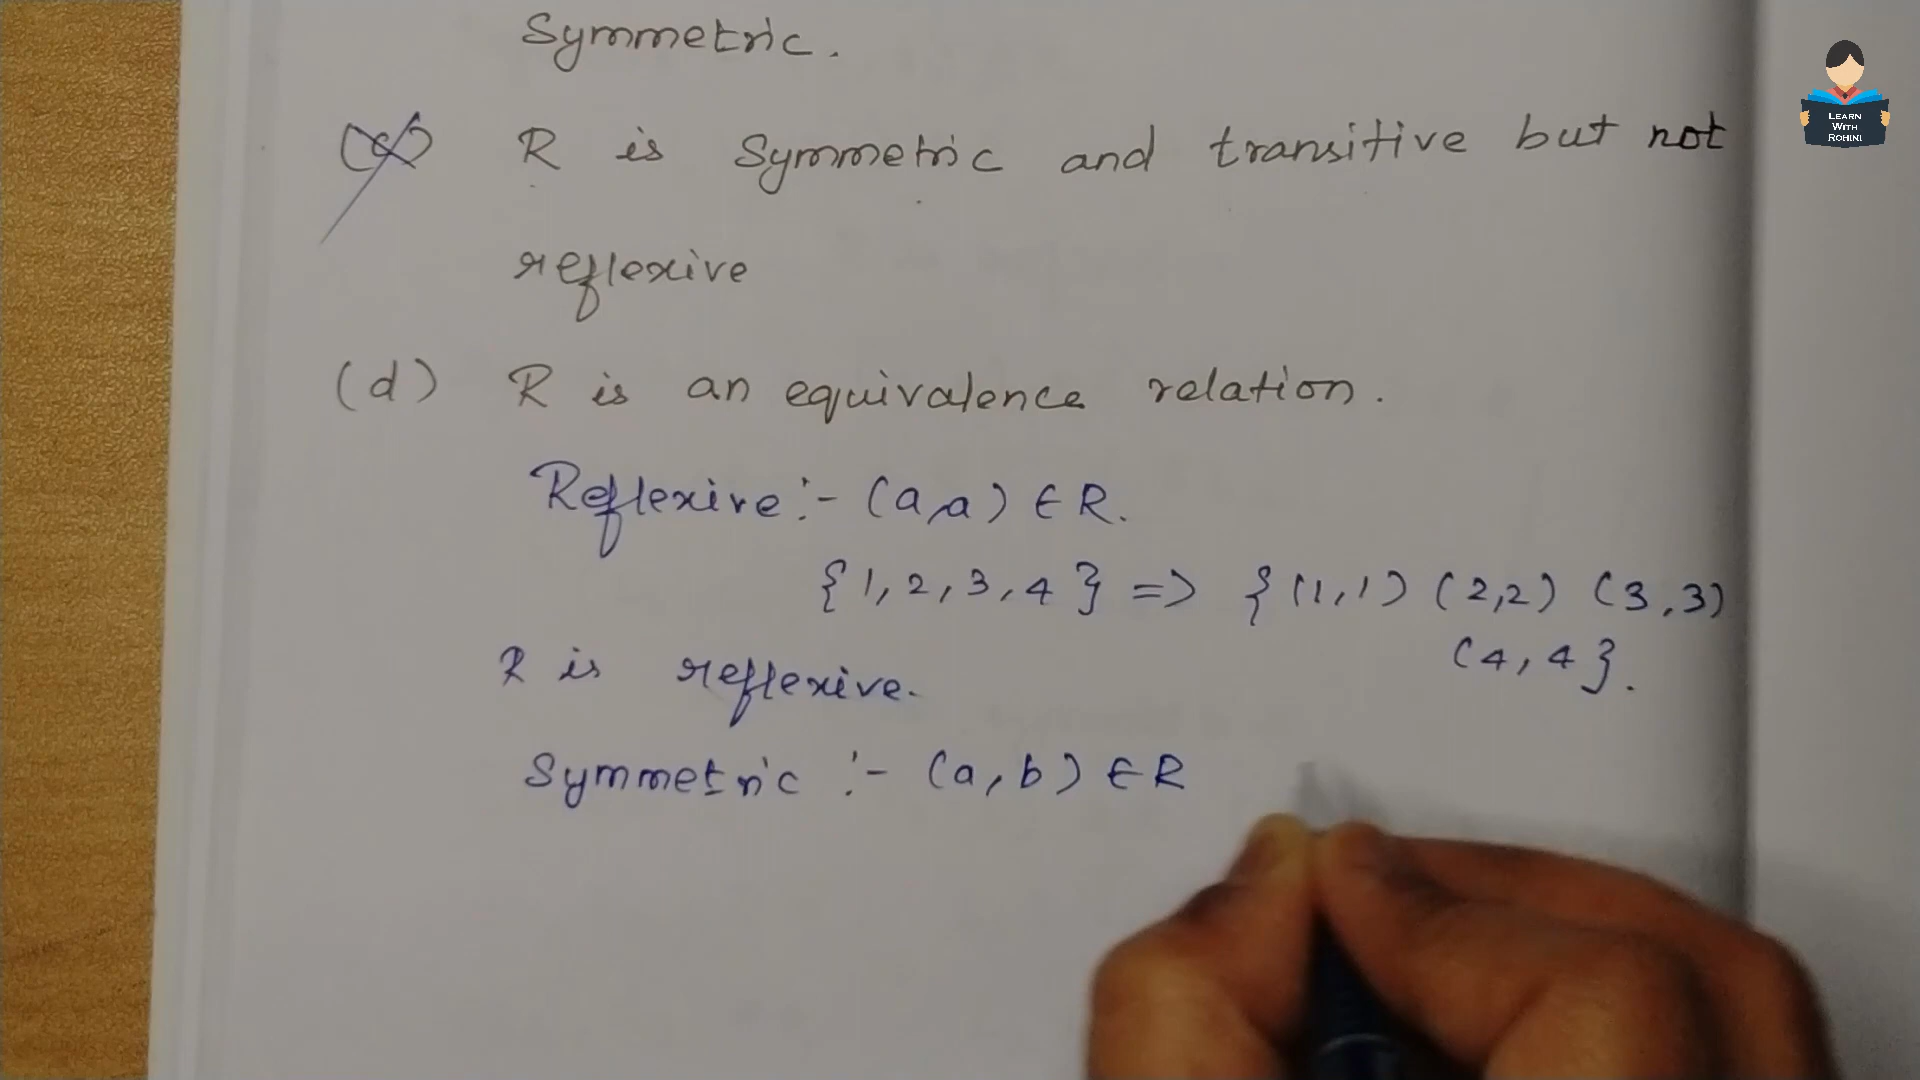 Symmetric.
(c) R is Symmetric and transitive but not
reflexive
(d) R is an equivalence relation.
Reflexive :- (a,a) ∈ R.
{1,2,3,4} => {(1,1) (2,2) (3,3)
(4,4}.
R is reflexive.
Symmetric :- (a,b) ∈ R
LEARN
WITH
ROHINI